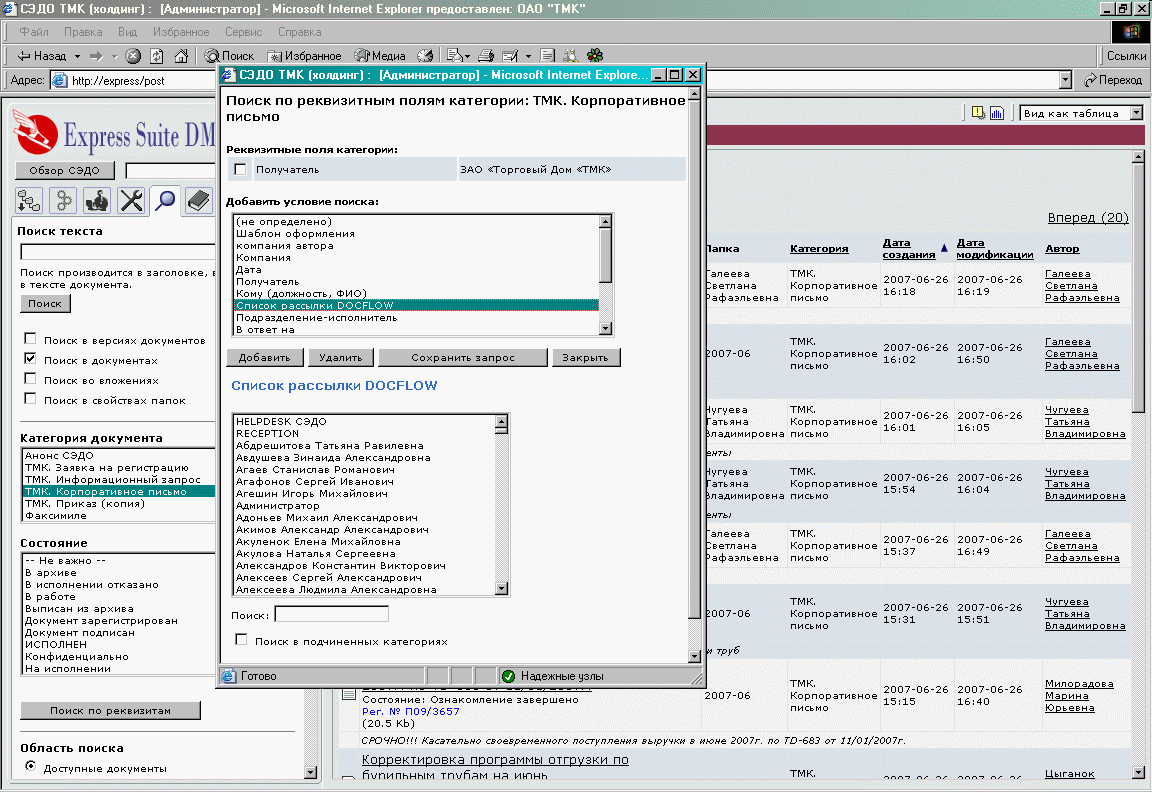 СЭДО ТМК (холдинг) : [Администратор] - Microsoft Internet Explorer предоставлен: ОАО "ТМК"
Файл Правка Вид Избранное Сервис Справка
Назад Поиск Избранное Медиа Ссылки
Адрес: http://express/post Переход
Express Suite DM
Обзор СЭДО
Поиск текста
Поиск производится в заголовке,
в тексте документа.
Поиск
Поиск в версиях документов
Поиск в документах
Поиск во вложениях
Поиск в свойствах папок
Категория документа
Анонс СЭДО
ТМК. Заявка на регистрацию
ТМК. Информационный запрос
ТМК. Корпоративное письмо
ТМК. Приказ (копия)
Факсимиле
Состояние
-- Не важно --
В архиве
В исполнении отказано
В работе
Выписан из архива
Документ зарегистрирован
Документ подписан
ИСПОЛНЕН
Конфиденциально
На исполнении
Поиск по реквизитам
Область поиска
Доступные документы
СЭДО ТМК (холдинг) : [Администратор] - Microsoft Internet Explore...
Поиск по реквизитным полям категории: ТМК. Корпоративное
письмо
Реквизитные поля категории:
Получатель ЗАО «Торговый Дом «ТМК»
Добавить условие поиска:
(не определено)
Шаблон оформления
компания автора
Компания
Дата
Получатель
Кому (должность, ФИО)
Список рассылки DOCFLOW
Подразделение-исполнитель
В ответ на
Добавить Удалить Сохранить запрос Закрыть
Список рассылки DOCFLOW
HELPDESK СЭДО
RECEPTION
Абдрешитова Татьяна Равилевна
Авдушева Зинаида Александровна
Агаев Станислав Романович
Агафонов Сергей Иванович
Агешин Игорь Михайлович
Администратор
Адоньев Михаил Александрович
Акимов Александр Александрович
Акуленок Елена Михайловна
Акулова Наталья Сергеевна
Александров Константин Викторович
Алексеев Сергей Александрович
Алексеева Людмила Александровна
Поиск:
Поиск в подчиненных категориях
Готово Надежные узлы
Вид как таблица
Вперед (20)
Папка Категория Дата создания Дата модификации Автор
Галеева Светлана Рафаэльевна ТМК. Корпоративное письмо 2007-06-26 16:18 2007-06-26 16:19 Галеева Светлана Рафаэльевна
2007-06 ТМК. Корпоративное письмо 2007-06-26 16:02 2007-06-26 16:50 Галеева Светлана Рафаэльевна
Чугуева Татьяна Владимировна ТМК. Корпоративное письмо 2007-06-26 16:01 2007-06-26 16:05 Чугуева Татьяна Владимировна
енты
Чугуева Татьяна Владимировна ТМК. Корпоративное письмо 2007-06-26 15:54 2007-06-26 16:04 Чугуева Татьяна Владимировна
енты
Галеева Светлана Рафаэльевна ТМК. Корпоративное письмо 2007-06-26 15:37 2007-06-26 16:49 Галеева Светлана Рафаэльевна
2007-06 ТМК. Корпоративное письмо 2007-06-26 15:31 2007-06-26 15:51 Чугуева Татьяна Владимировна
и труб
Состояние: Ознакомление завершено
Рег. № П09/3657
(20.5 Kb)
2007-06 ТМК. Корпоративное письмо 2007-06-26 15:15 2007-06-26 16:40 Милорадова Марина Юрьевна
СРОЧНО!!! Касательно своевременного поступления выручки в июне 2007г. по TD-683 от 11/01/2007г.
Корректировка программы отгрузки по
бурильным трубам на июнь
ТМК. Цыганок